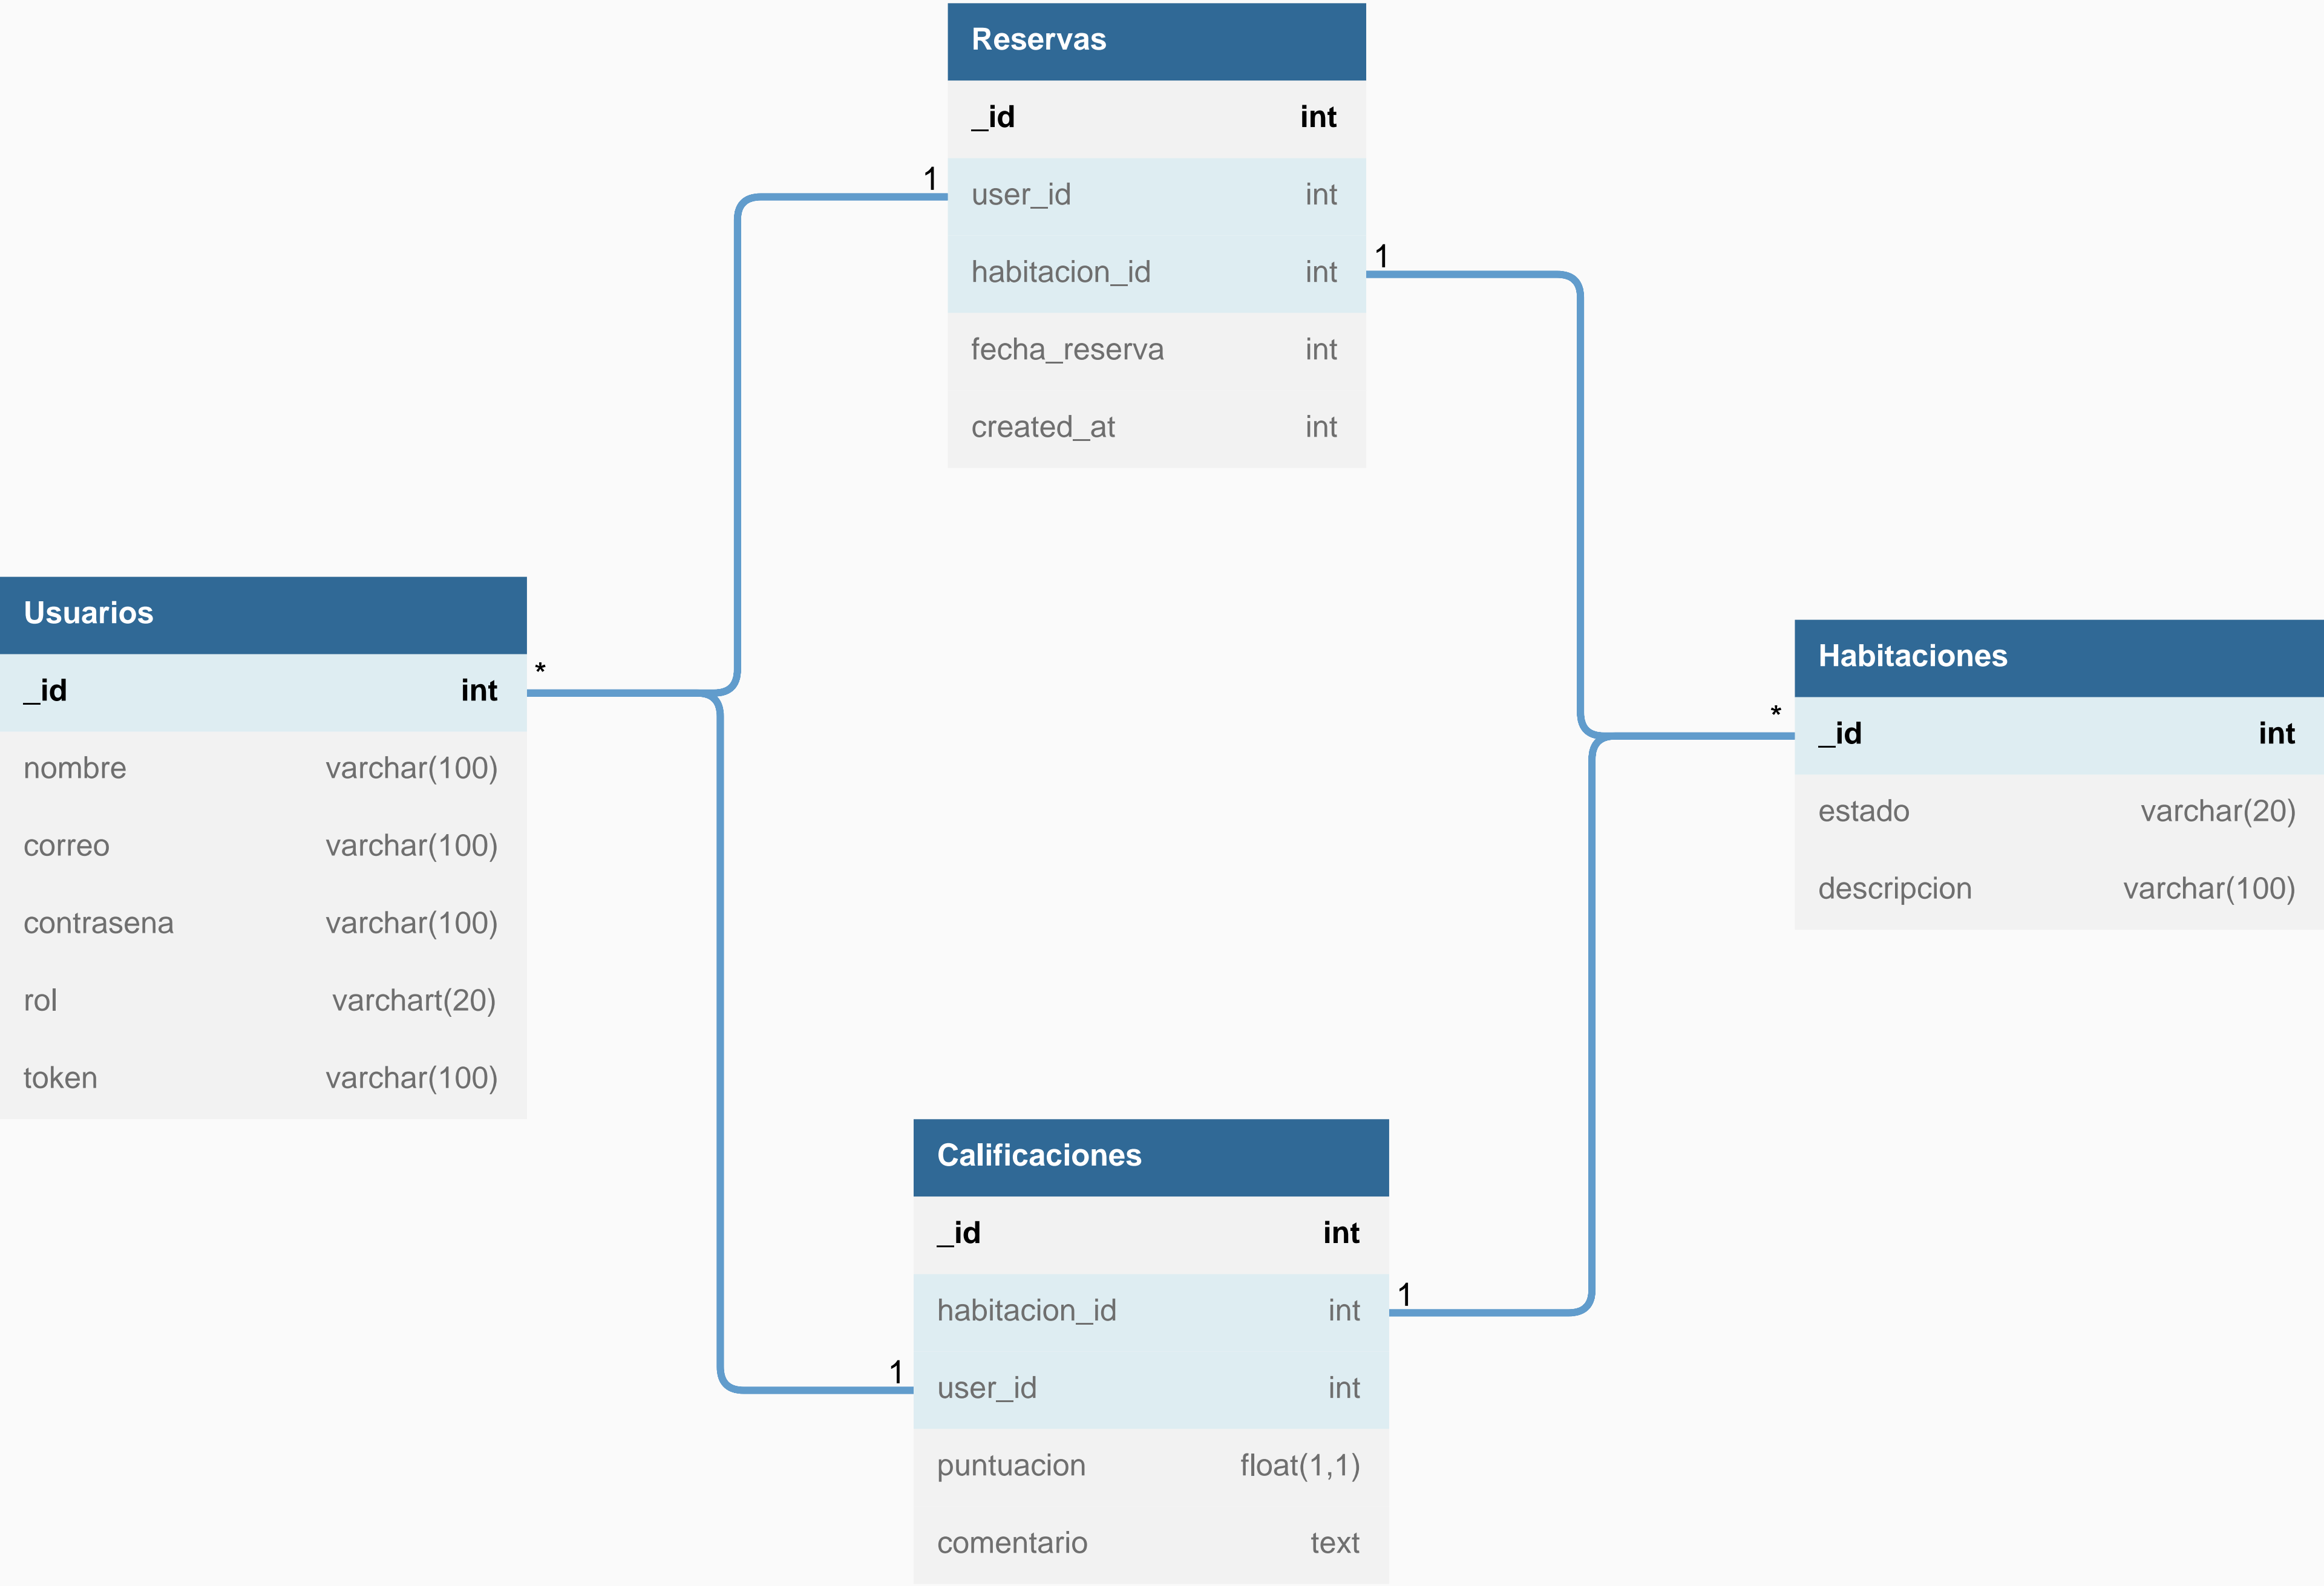 Reservas
_id int
1
user_id int
1
habitacion_id int
fecha_reserva int
created_at int
Usuarios
*
_id int
nombre varchar(100)
correo varchar(100)
contrasena varchar(100)
rol varchart(20)
token varchar(100)
Habitaciones
*
_id int
estado varchar(20)
descripcion varchar(100)
Calificaciones
_id int
1
habitacion_id int
1
user_id int
puntuacion float(1,1)
comentario text